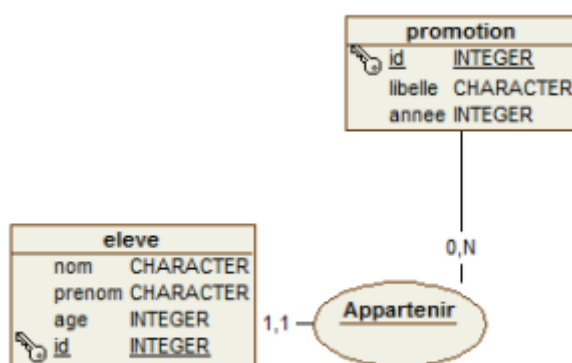 promotion
id INTEGER
libelle CHARACTER
annee INTEGER
0,N
eleve
nom CHARACTER
prenom CHARACTER
age INTEGER
id INTEGER
1,1
Appartenir